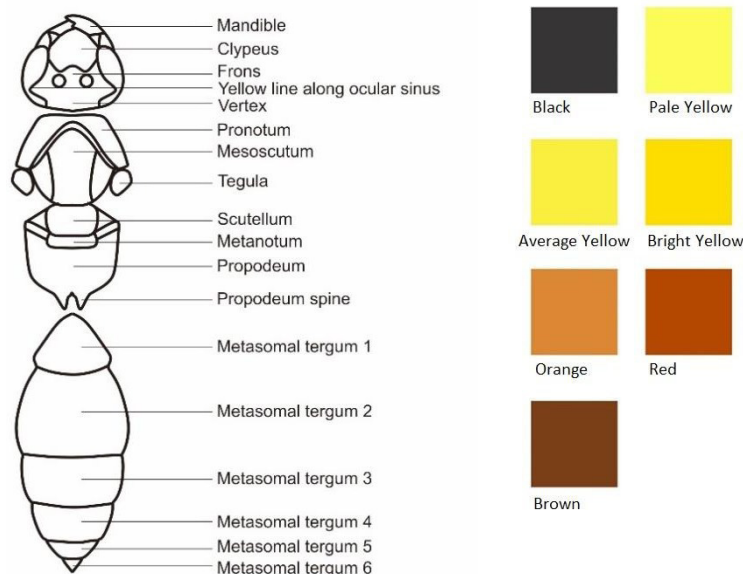 Mandible
Clypeus
Frons
Yellow line along ocular sinus
Vertex
Pronotum
Mesoscutum
Tegula
Scutellum
Metanotum
Propodeum
Propodeum spine
Metasomal tergum 1
Metasomal tergum 2
Metasomal tergum 3
Metasomal tergum 4
Metasomal tergum 5
Metasomal tergum 6
Black
Pale Yellow
Average Yellow
Bright Yellow
Orange
Red
Brown